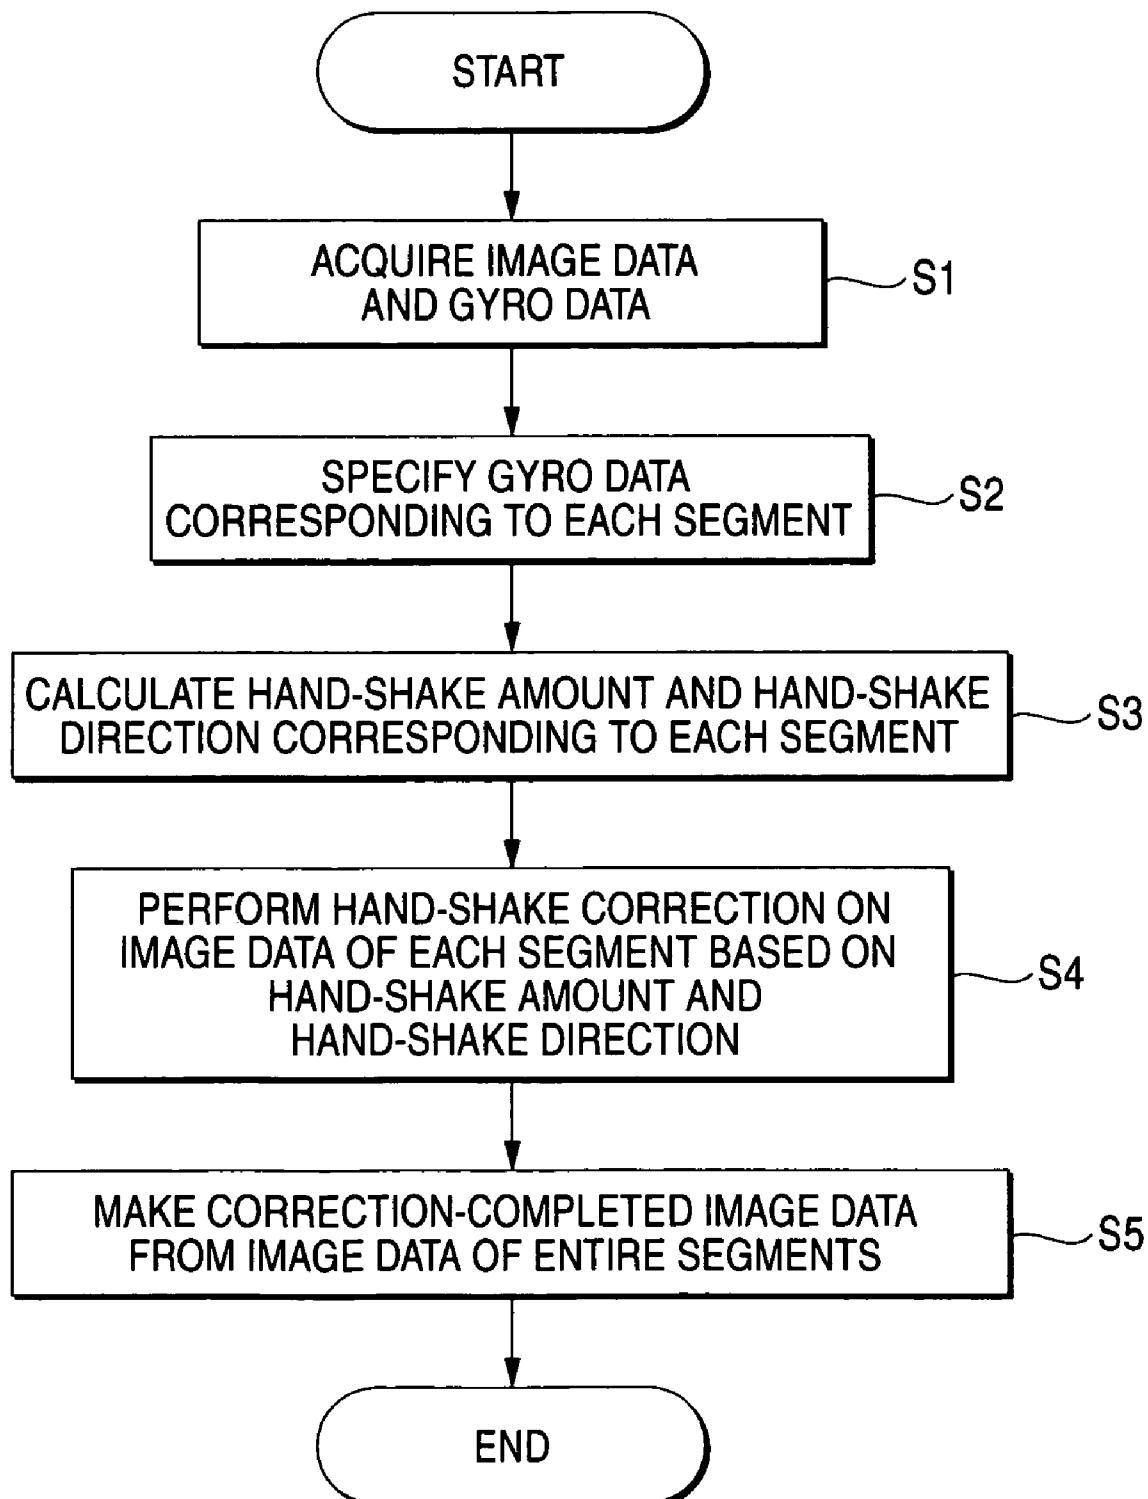 START
ACQUIRE IMAGE DATA
AND GYRO DATA
S1
SPECIFY GYRO DATA
CORRESPONDING TO EACH SEGMENT
S2
CALCULATE HAND-SHAKE AMOUNT AND HAND-SHAKE
DIRECTION CORRESPONDING TO EACH SEGMENT
S3
PERFORM HAND-SHAKE CORRECTION ON
IMAGE DATA OF EACH SEGMENT BASED ON
HAND-SHAKE AMOUNT AND
HAND-SHAKE DIRECTION
S4
MAKE CORRECTION-COMPLETED IMAGE DATA
FROM IMAGE DATA OF ENTIRE SEGMENTS
S5
END